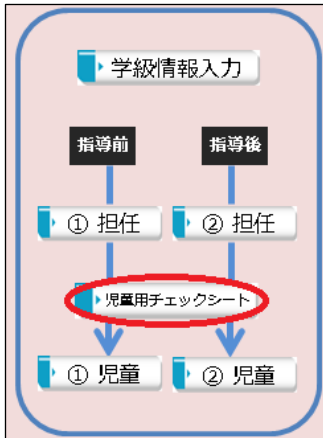 学級情報入力
指導前 指導後
① 担任 ② 担任
児童用チェックシート
① 児童 ② 児童